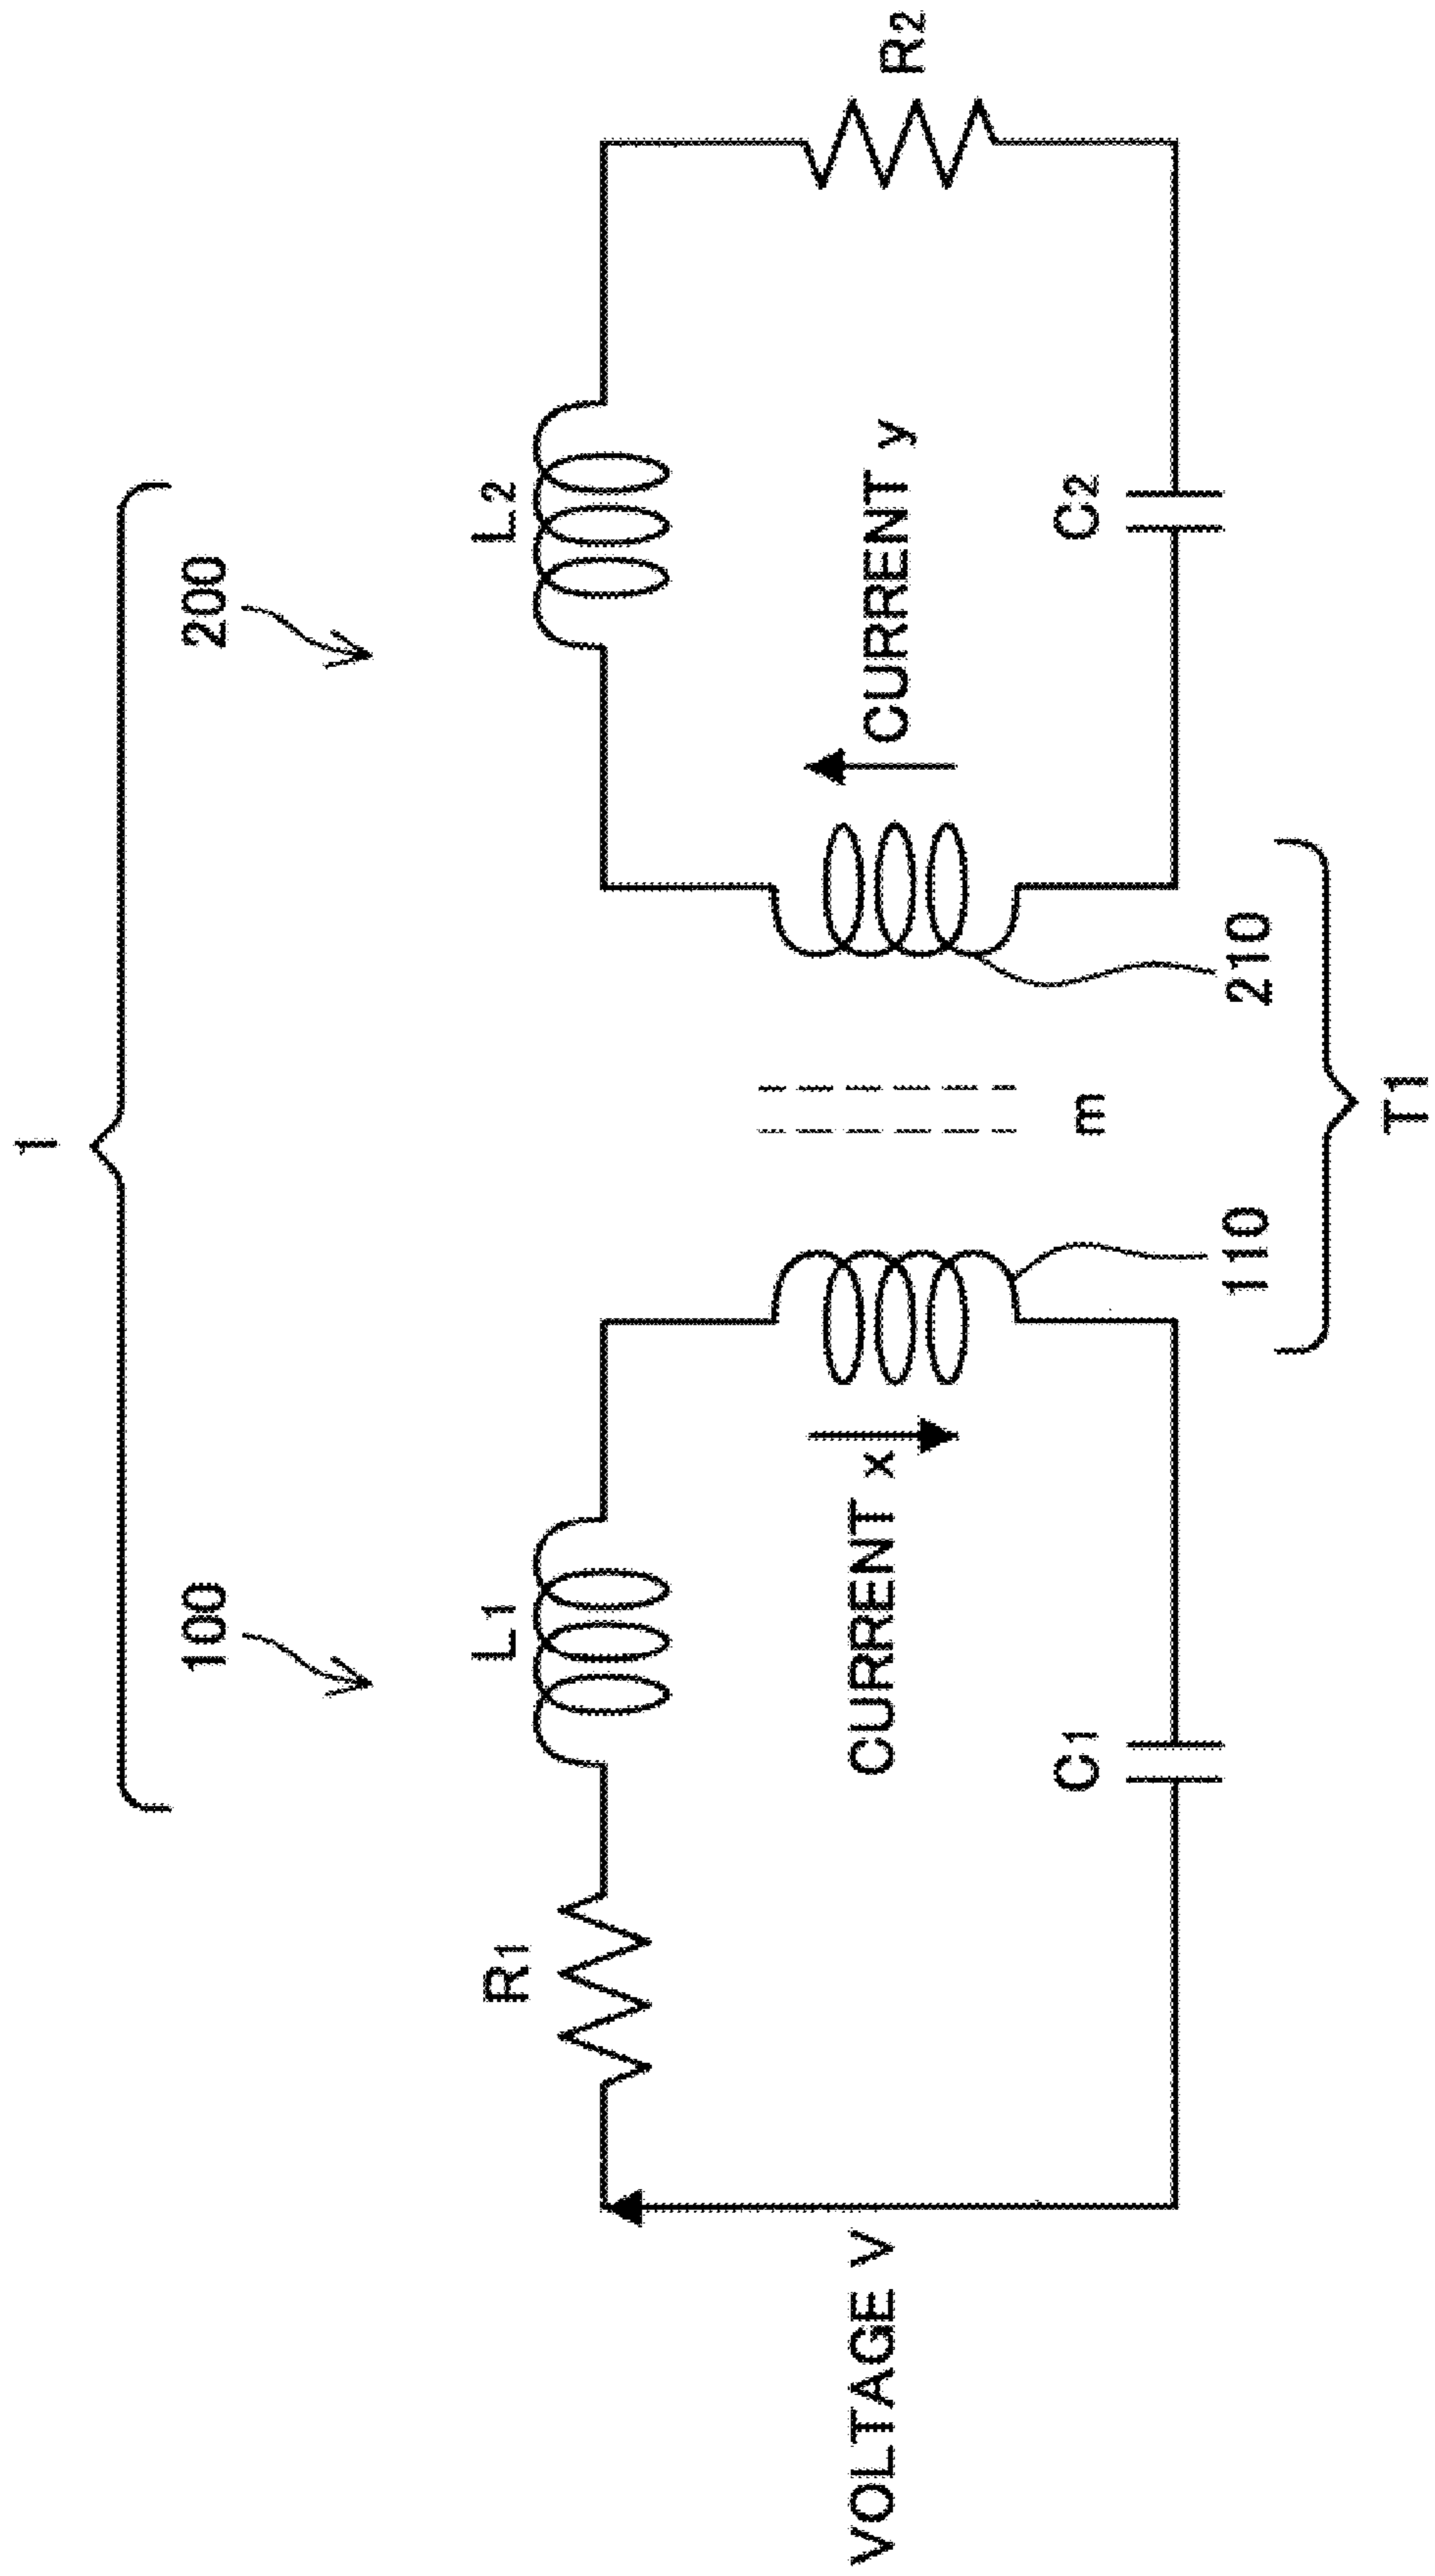 1
100
200
R1
L1
L2
VOLTAGE V
CURRENT x
CURRENT y
R2
C1
m
C2
110
210
T1